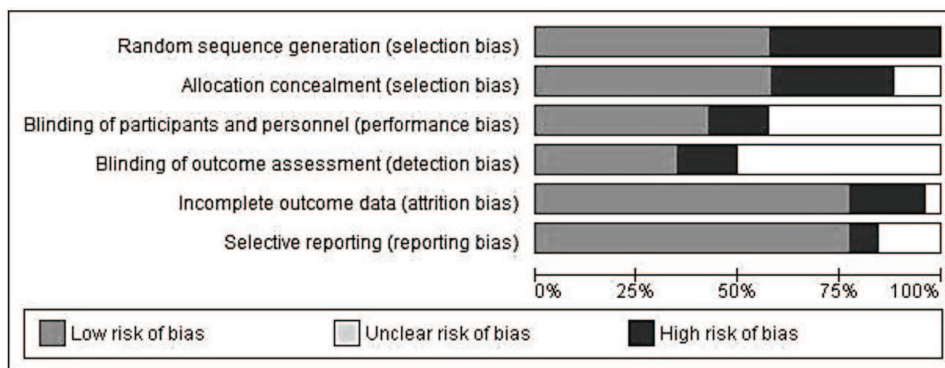 Random sequence generation (selection bias)
Allocation concealment (selection bias)
Blinding of participants and personnel (performance bias)
Blinding of outcome assessment (detection bias)
Incomplete outcome data (attrition bias)
Selective reporting (reporting bias)
0% 25% 50% 75% 100%
Low risk of bias Unclear risk of bias High risk of bias